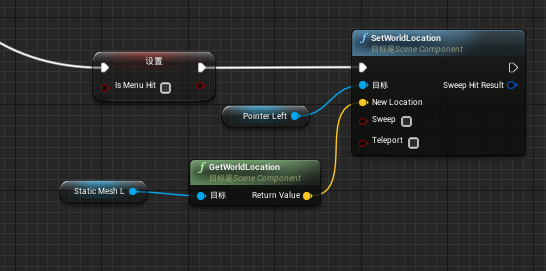 SetWorldLocation
目标是Scene Component
设置
Is Menu Hit
目标
Sweep Hit Result
New Location
Pointer Left
Sweep
Teleport
GetWorldLocation
目标是Scene Component
Static Mesh L
目标
Return Value